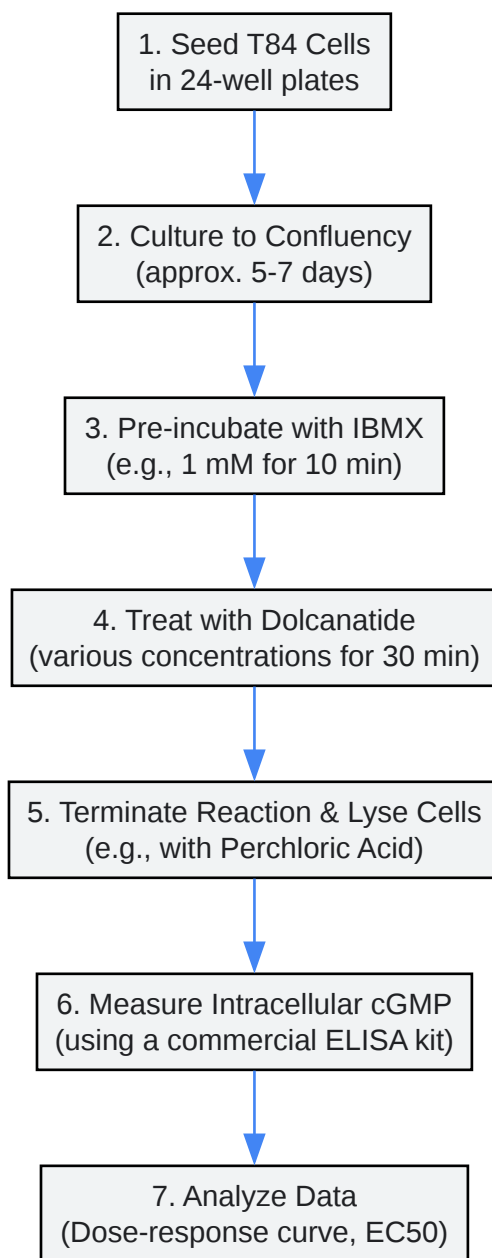 1. Seed T84 Cells
in 24-well plates
2. Culture to Confluency
(approx. 5-7 days)
3. Pre-incubate with IBMX
(e.g., 1 mM for 10 min)
4. Treat with Dolcanatide
(various concentrations for 30 min)
5. Terminate Reaction & Lyse Cells
(e.g., with Perchloric Acid)
6. Measure Intracellular cGMP
(using a commercial ELISA kit)
7. Analyze Data
(Dose-response curve, EC50)